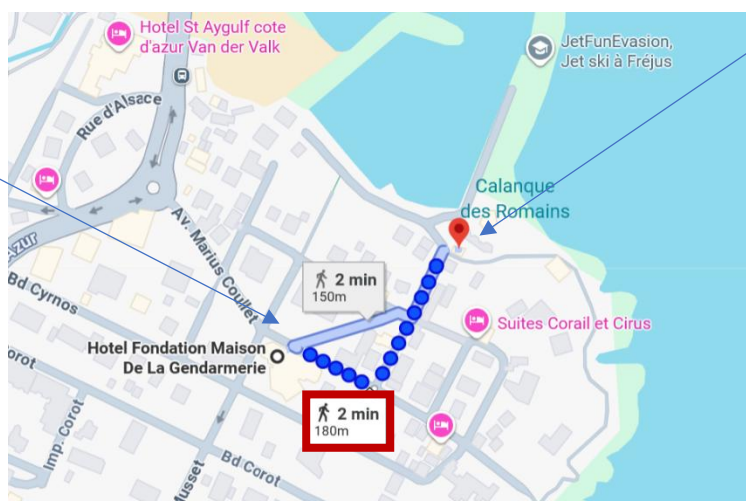 Hotel St Aygulf cote
d'azur Van der Valk
JetFunEvasion,
Jet ski à Fréjus
Rue d'Alsace
Calanque
des Romains
Azur
Av. Marius Coullet
2 min
150m
Bd Cyrnos
Suites Corail et Cirus
Hotel Fondation Maison
De La Gendarmerie
orot
2 min
180m
Imp. Corot
Bd Corot
Musset